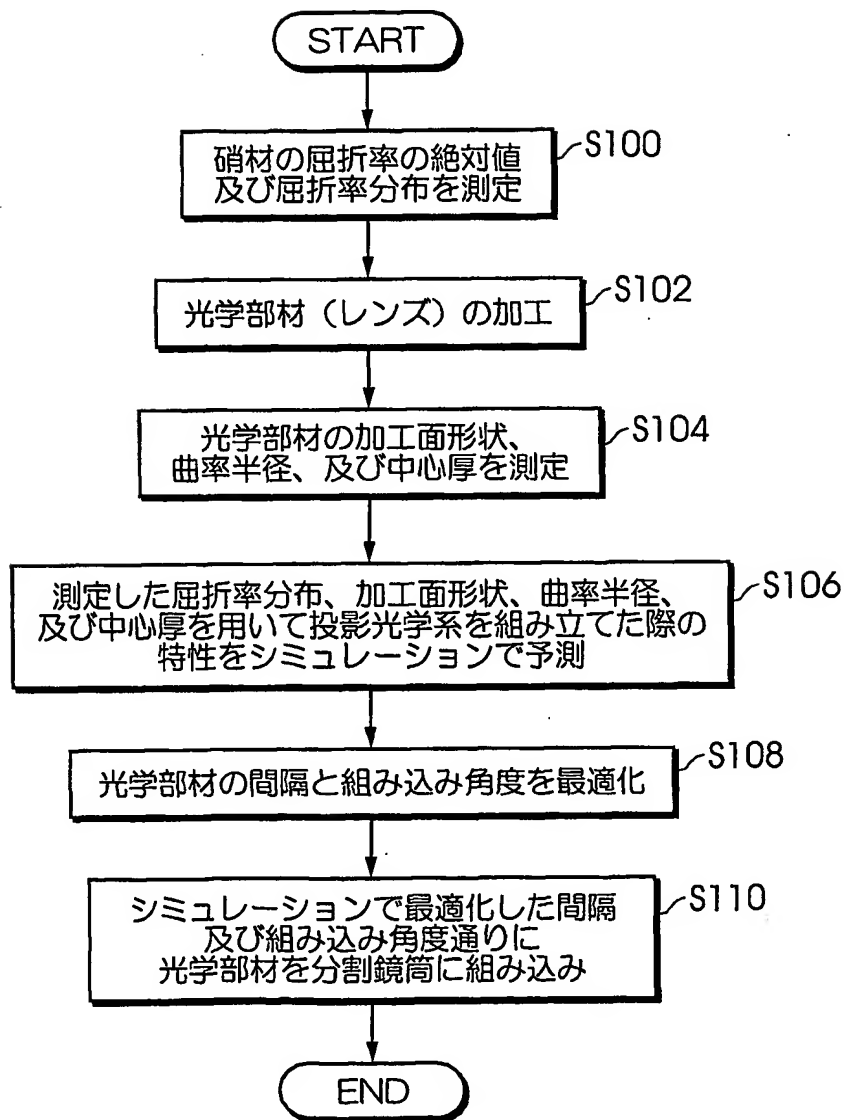 START
硝材の屈折率の絶対値
及び屈折率分布を測定
S100
光学部材（レンズ）の加工
S102
光学部材の加工面形状、
曲率半径、及び中心厚を測定
S104
測定した屈折率分布、加工面形状、曲率半径、
及び中心厚を用いて投影光学系を組み立てた際の
特性をシミュレーションで予測
S106
光学部材の間隔と組み込み角度を最適化
S108
シミュレーションで最適化した間隔
及び組み込み角度通りに
光学部材を分割鏡筒に組み込み
S110
END